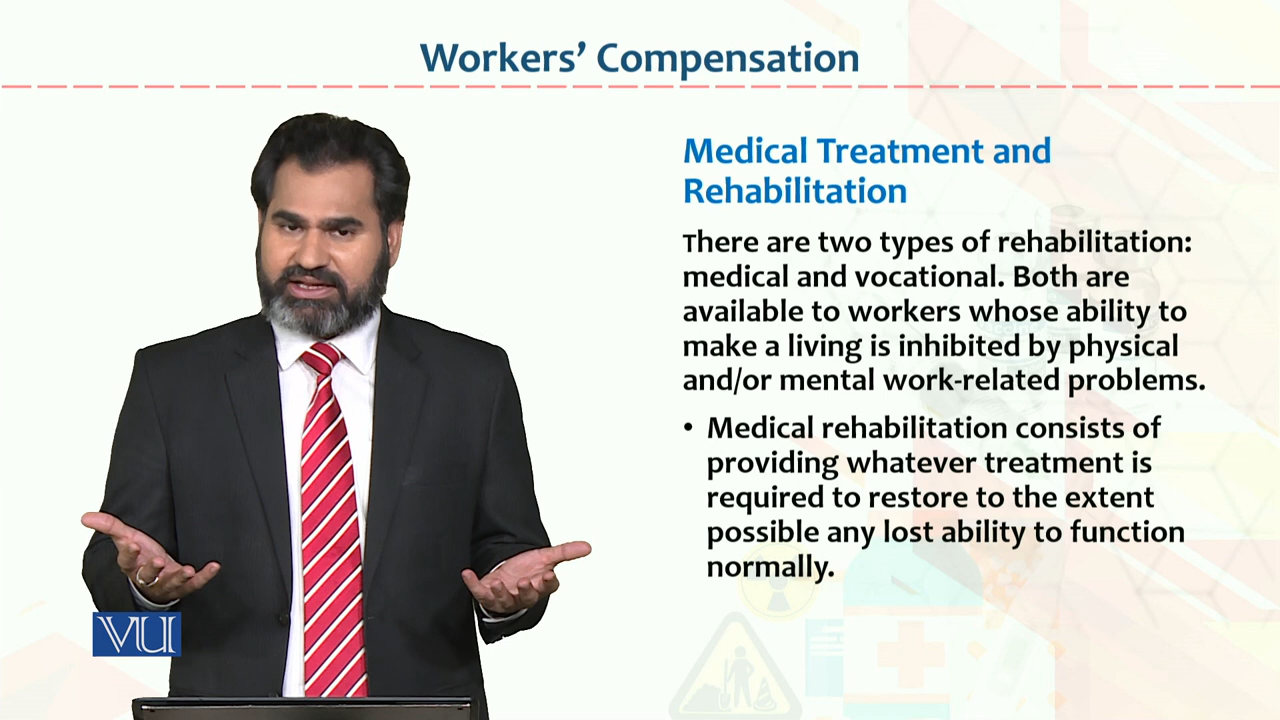 Workers’ Compensation
Medical Treatment and
Rehabilitation
There are two types of rehabilitation:
medical and vocational. Both are
available to workers whose ability to
make a living is inhibited by physical
and/or mental work-related problems.
• Medical rehabilitation consists of
providing whatever treatment is
required to restore to the extent
possible any lost ability to function
normally.
VU